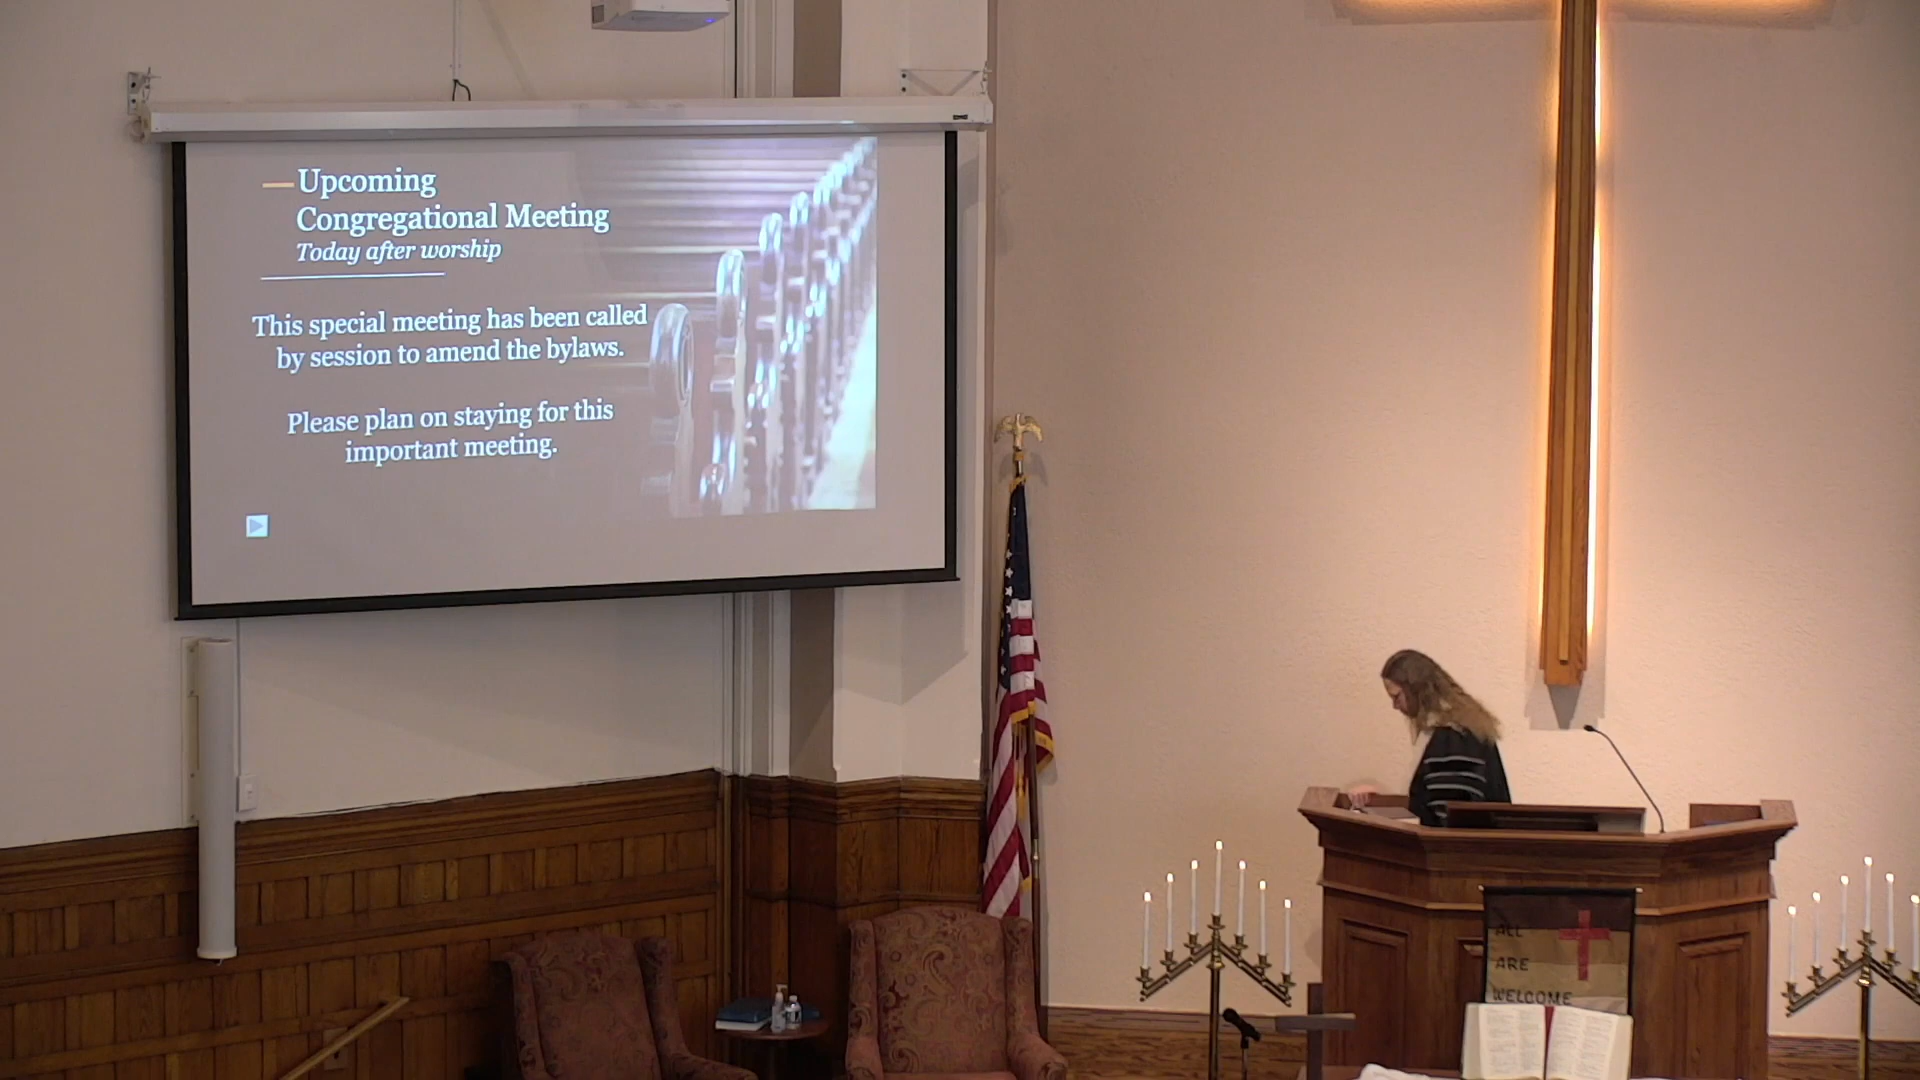 Upcoming
Congregational Meeting
Today after worship
This special meeting has been called
by session to amend the bylaws.
Please plan on staying for this
important meeting.
ALL
ARE
WELCOME